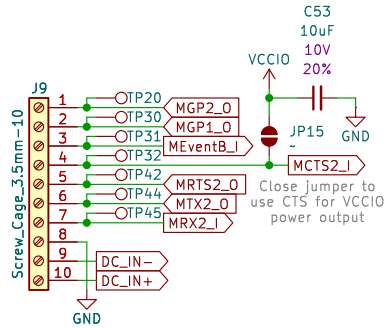 C53
10uF
10V
20%
VCCIO
GND
JP15
~
MCTS2_I
Close jumper to
use CTS for VCCIO
power output
J9
Screw_Cage_3.5mm-10
1
TP20
MGP2_O
2
TP30
MGP1_O
3
TP31
MEventB_I
4
TP32
5
TP42
MRTS2_O
6
TP44
MTX2_O
7
TP45
MRX2_I
8
9
DC_IN-
10
DC_IN+
GND